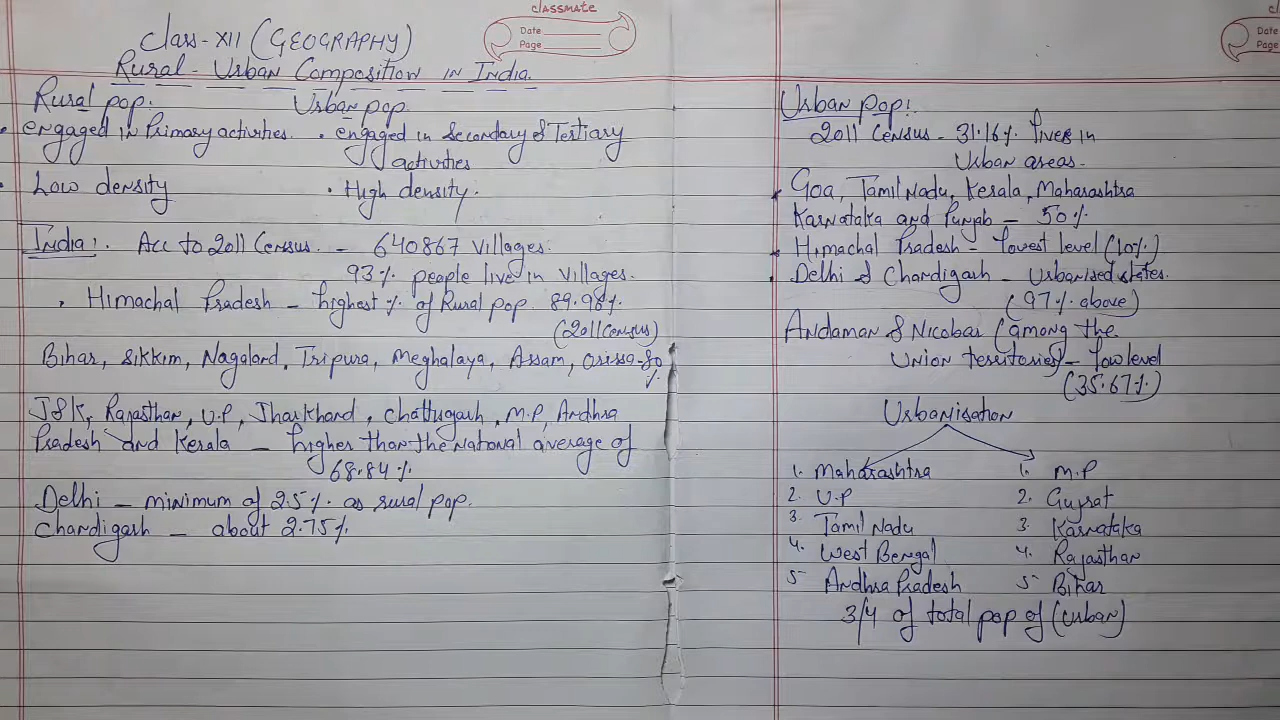 classmate
Date
Page
Class-XII (GEOGRAPHY)
Rural-Urban Composition in India.
Rural pop: Urban pop.
• engaged in Primary activities. • engaged in Secondary & Tertiary
activities
• Low density • High density.
India: Acc to 2011 Census. - 640867 Villages.
93% people live in Villages.
• Himachal Pradesh - highest % of Rural pop. 89.98%
(2011 Census)
Bihar, Sikkim, Nagaland, Tripura, Meghalaya, Assam, Orissa-80
%
J&K, Rajasthan, U.P, Jharkhand, Chattisgarh, M.P, Andhra
Pradesh and Kerala - higher than the national average of
68.84%
Delhi - minimum of 2.5% as rural pop.
Chandigarh - about 2.75%
cl
Date
Page
Urban pop:
2011 Census - 31.16% lives in
Urban areas.
• Goa, Tamil Nadu, Kerala, Maharashtra
Karnataka and Punjab - 50%
• Himachal Pradesh - lowest level (10%)
• Delhi & Chandigarh - Urbanised states.
(97% above)
Andaman & Nicobar (among the
Union territories) - low level
(35.67%)
Urbanisation
1. Maharashtra 1. M.P
2. U.P 2. Gujrat
3. Tamil Nadu 3. Karnataka
4. West Bengal 4. Rajasthan
5- Andhra Pradesh 5- Bihar
3/4 of total pop of (urban)